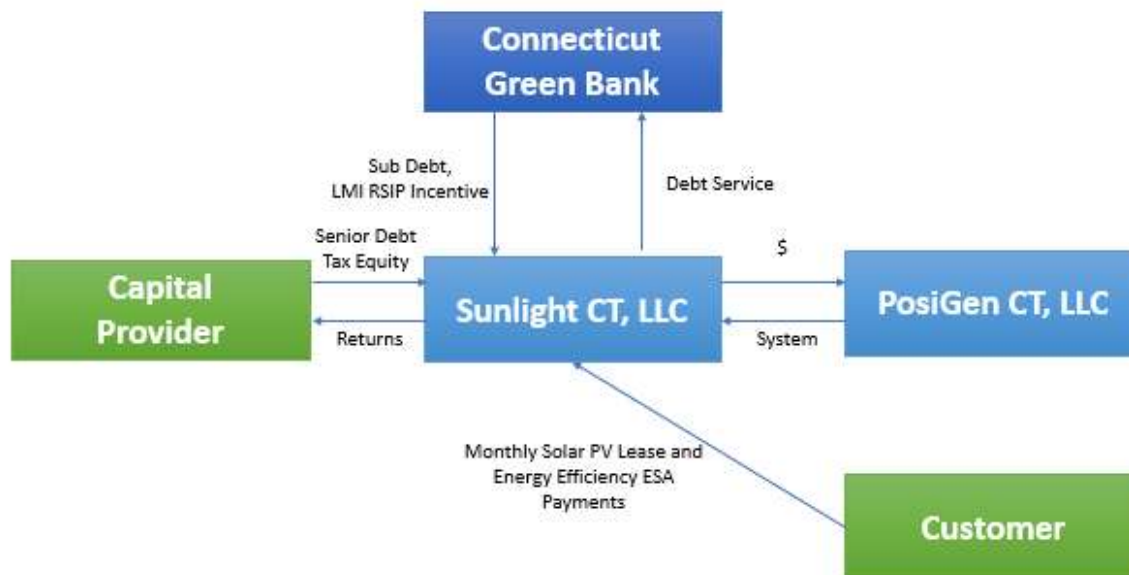 Connecticut
Green Bank
Sub Debt,
LMI RSIP Incentive
Debt Service
Senior Debt
Tax Equity
$
Capital
Provider
Sunlight CT, LLC
PosiGen CT, LLC
Returns
System
Monthly Solar PV Lease and
Energy Efficiency ESA
Payments
Customer